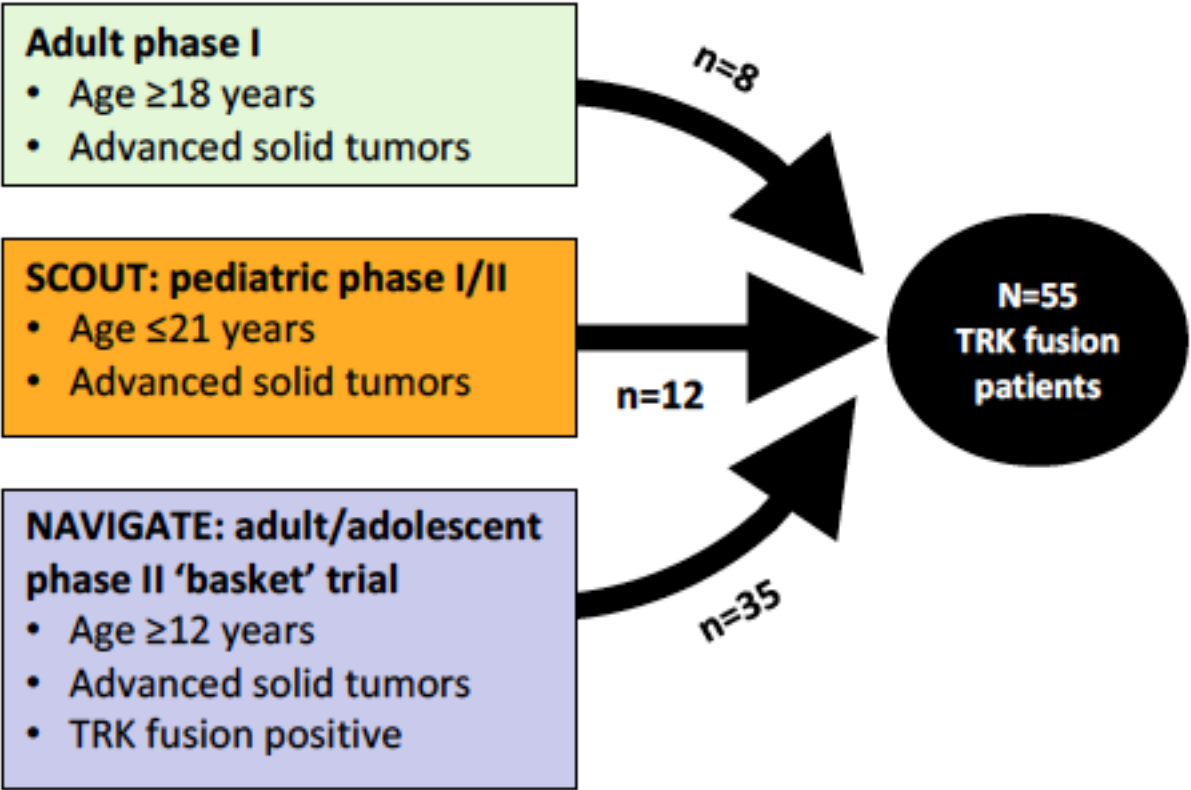 Adult phase I
• Age ≥18 years
• Advanced solid tumors
n=8
SCOUT: pediatric phase I/II
• Age ≤21 years
• Advanced solid tumors
n=12
NAVIGATE: adult/adolescent
phase II ‘basket’ trial
• Age ≥12 years
• Advanced solid tumors
• TRK fusion positive
n=35
N=55
TRK fusion
patients